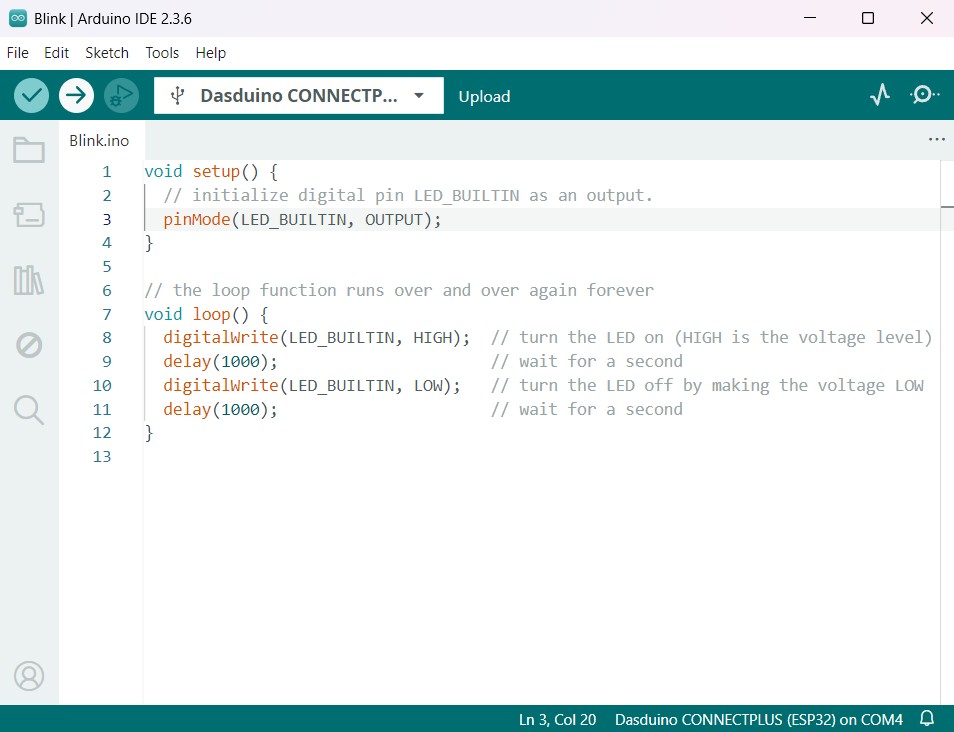 Blink | Arduino IDE 2.3.6
File Edit Sketch Tools Help
Dasduino CONNECTP... Upload
Blink.ino
1 void setup() {
2 // initialize digital pin LED_BUILTIN as an output.
3 pinMode(LED_BUILTIN, OUTPUT);
4 }
5
6 // the loop function runs over and over again forever
7 void loop() {
8 digitalWrite(LED_BUILTIN, HIGH); // turn the LED on (HIGH is the voltage level)
9 delay(1000); // wait for a second
10 digitalWrite(LED_BUILTIN, LOW); // turn the LED off by making the voltage LOW
11 delay(1000); // wait for a second
12 }
13
Ln 3, Col 20 Dasduino CONNECTPLUS (ESP32) on COM4